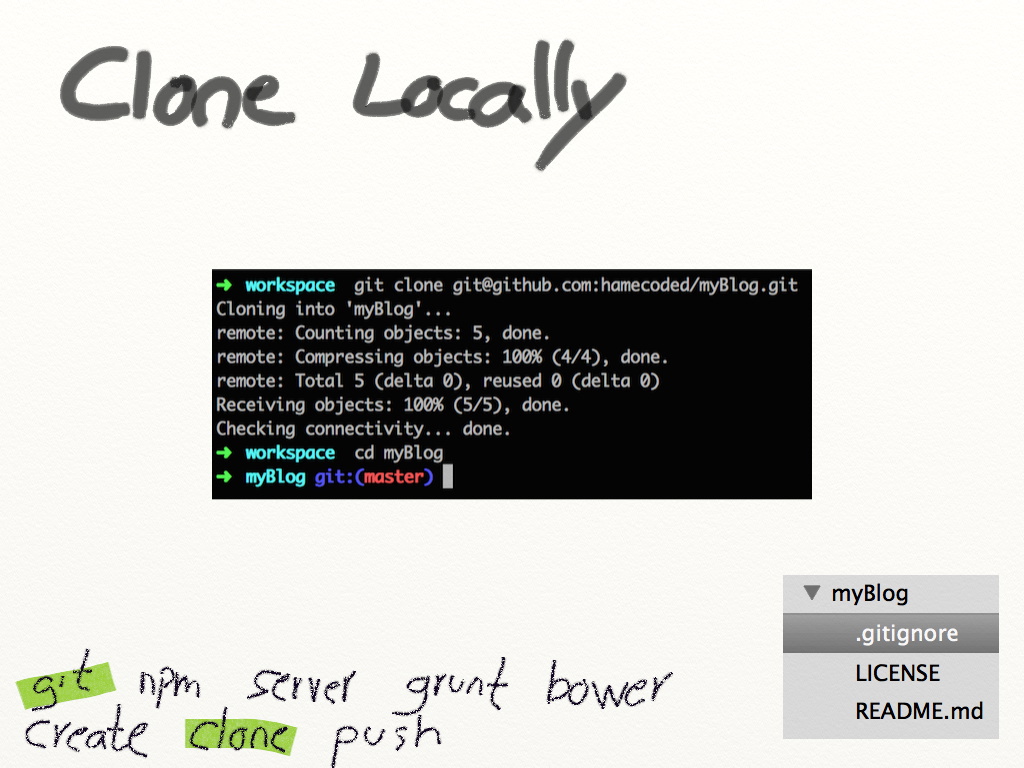 Clone Locally
➜ workspace git clone git@github.com:hamecoded/myBlog.git
Cloning into 'myBlog'...
remote: Counting objects: 5, done.
remote: Compressing objects: 100% (4/4), done.
remote: Total 5 (delta 0), reused 0 (delta 0)
Receiving objects: 100% (5/5), done.
Checking connectivity... done.
➜ workspace cd myBlog
➜ myBlog git:(master)
myBlog
.gitignore
LICENSE
README.md
git npm server grunt bower
create clone push